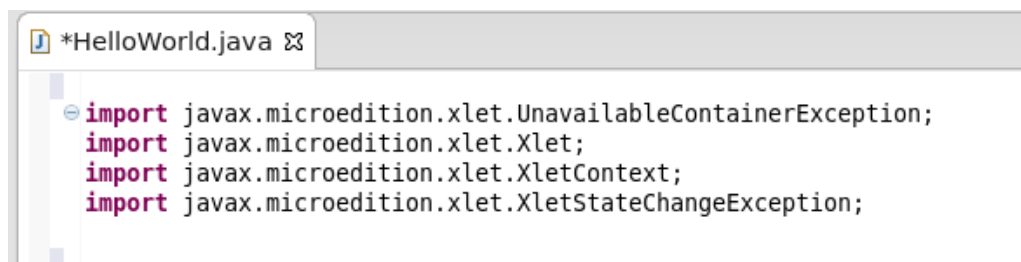 *HelloWorld.java
import javax.microedition.xlet.UnavailableContainerException;
import javax.microedition.xlet.Xlet;
import javax.microedition.xlet.XletContext;
import javax.microedition.xlet.XletStateChangeException;